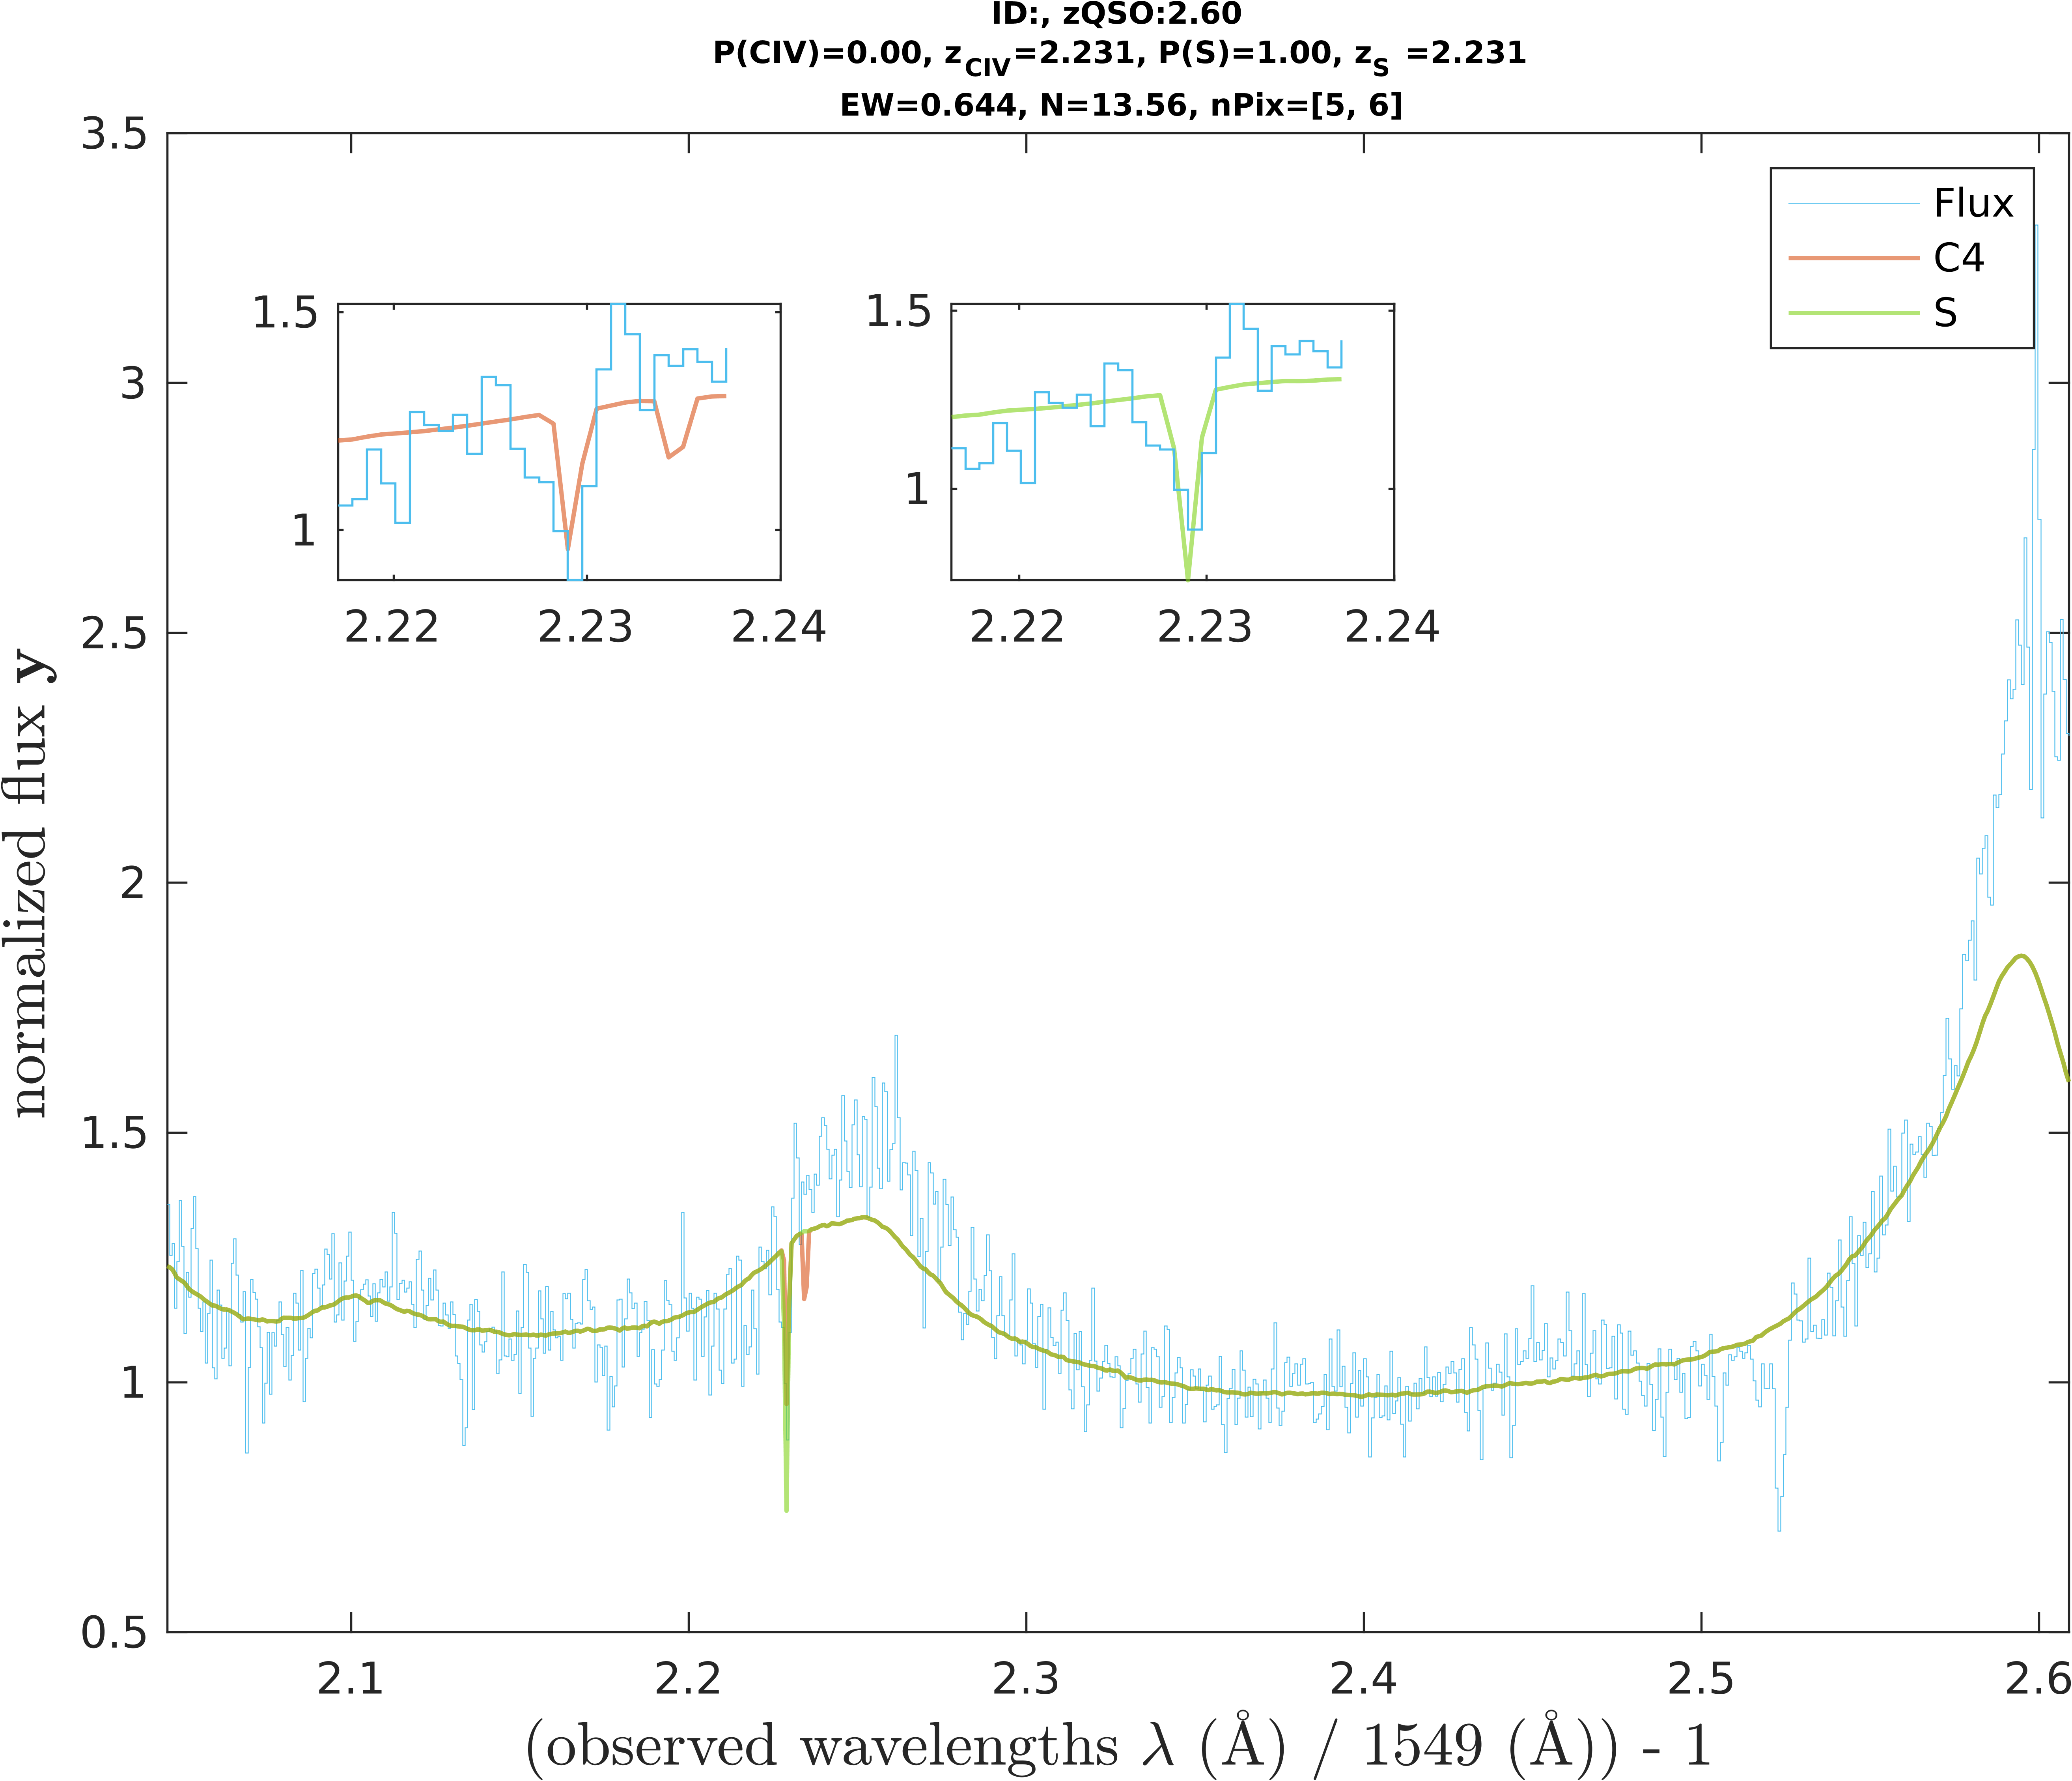 ID:, zQSO:2.60
P(CIV)=0.00, zCIV=2.231, P(S)=1.00, zS =2.231
EW=0.644, N=13.56, nPix=[5, 6]
3.5
3
2.5
2
1.5
1
0.5
normalized flux y
Flux
C4
S
1.5
1
2.22 2.23 2.24
1.5
1
2.22 2.23 2.24
2.1 2.2 2.3 2.4 2.5 2.6
(observed wavelengths λ (Å) / 1549 (Å)) - 1